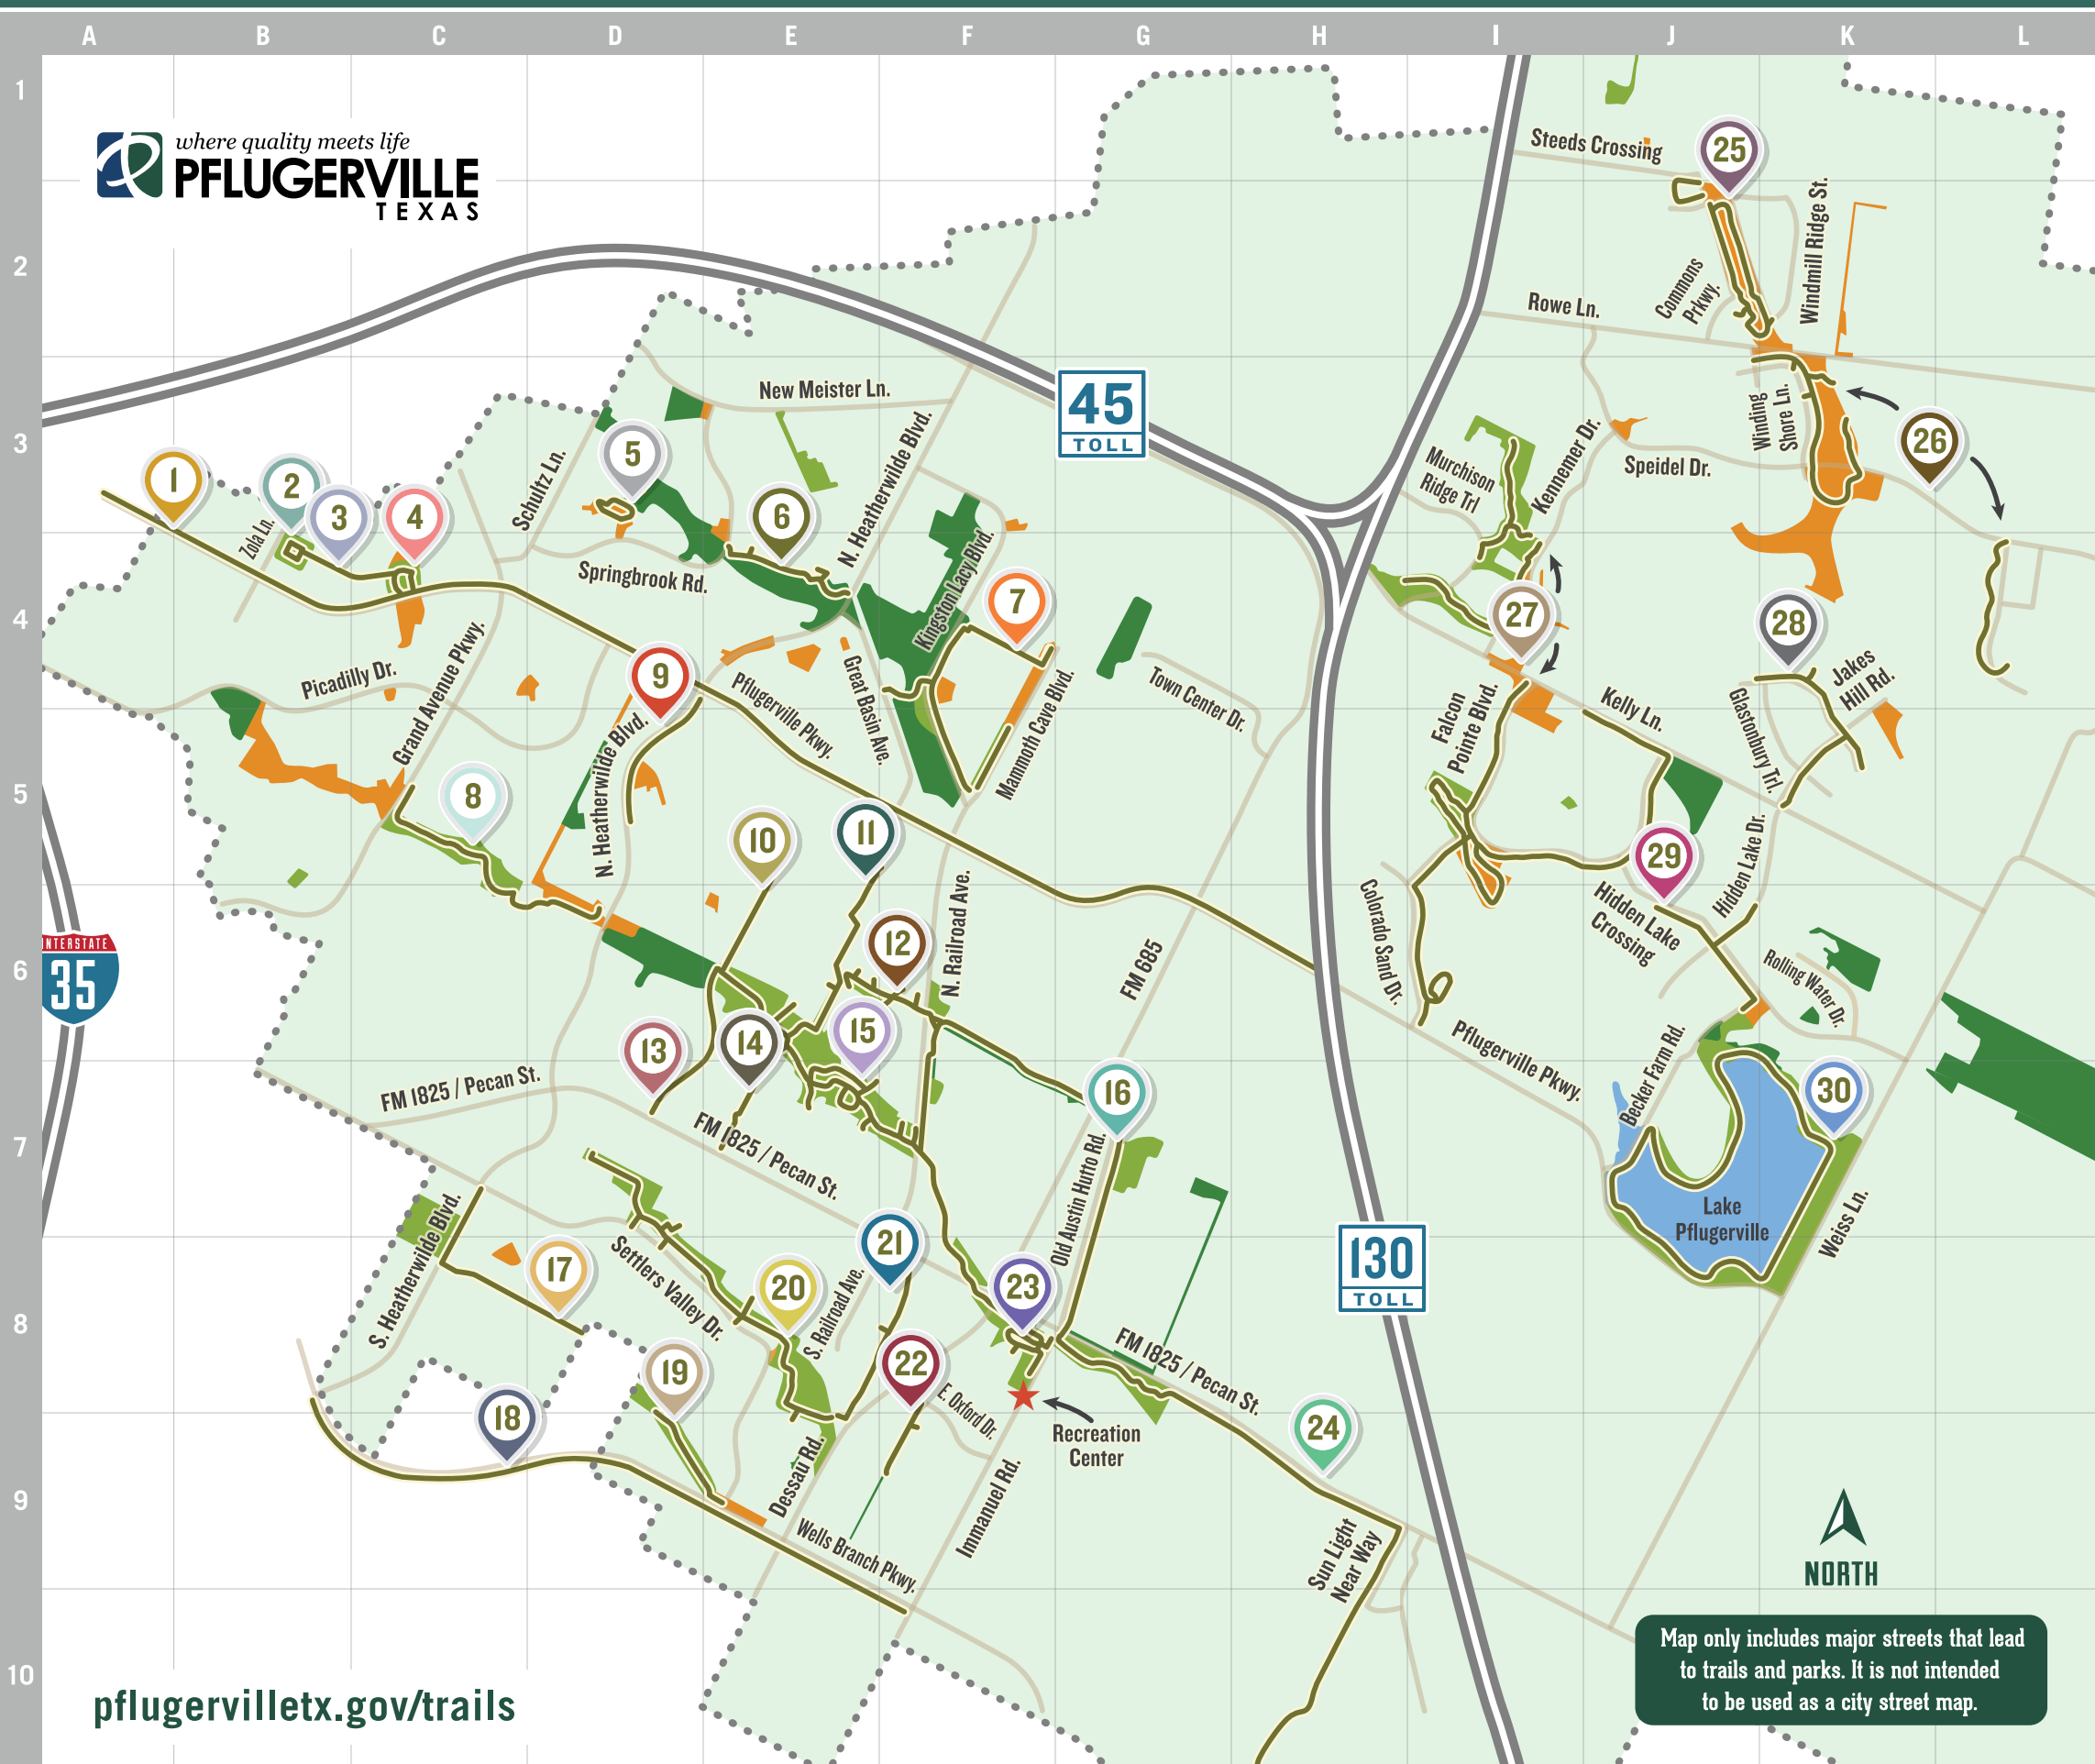 A B C D E F G H I J K L
1
2
3
4
5
6
7
8
9
10
where quality meets life
PFLUGERVILLE
TEXAS
Steeds Crossing
25
Windmill Ridge St.
Commons
Prkwy.
Rowe Ln.
New Meister Ln.
45
TOLL
N. Heatherwilde Blvd.
Schultz Ln.
5
6
1
2
3
4
Zola Ln.
Springbrook Rd.
Kingston Lacy Blvd.
7
Murchison
Ridge Trl
Kennemer Dr.
Speidel Dr.
Winding
Shore Ln.
26
27
28
Jakes
Hill Rd.
Picadilly Dr.
Grand Avenue Pkwy.
9
Pflugerville Pkwy.
Great Basin Ave.
Mammoth Cave Blvd.
Town Center Dr.
Falcon
Pointe Blvd.
Kelly Ln.
Glastonbury Trl.
N. Heatherwilde Blvd.
8
10
11
29
Hidden Lake Dr.
Hidden Lake
Crossing
INTERSTATE
35
12
N. Railroad Ave.
FM 685
Colorado Sand Dr.
Rolling Water Dr.
13
14
15
Pflugerville Pkwy.
Becker Farm Rd.
16
30
FM 1825 / Pecan St.
FM 1825 / Pecan St.
Old Austin Hutto Rd.
Lake
Pflugerville
Weiss Ln.
S. Heatherwilde Blvd.
17
Settlers Valley Dr.
20
21
S. Railroad Ave.
23
130
TOLL
FM 1825 / Pecan St.
19
22
18
E. Oxford Dr.
Recreation
Center
24
Dessau Rd.
Immanuel Rd.
Wells Branch Pkwy.
Sun Light
Near Way
NORTH
Map only includes major streets that lead
to trails and parks. It is not intended
to be used as a city street map.
pflugervilletx.gov/trails